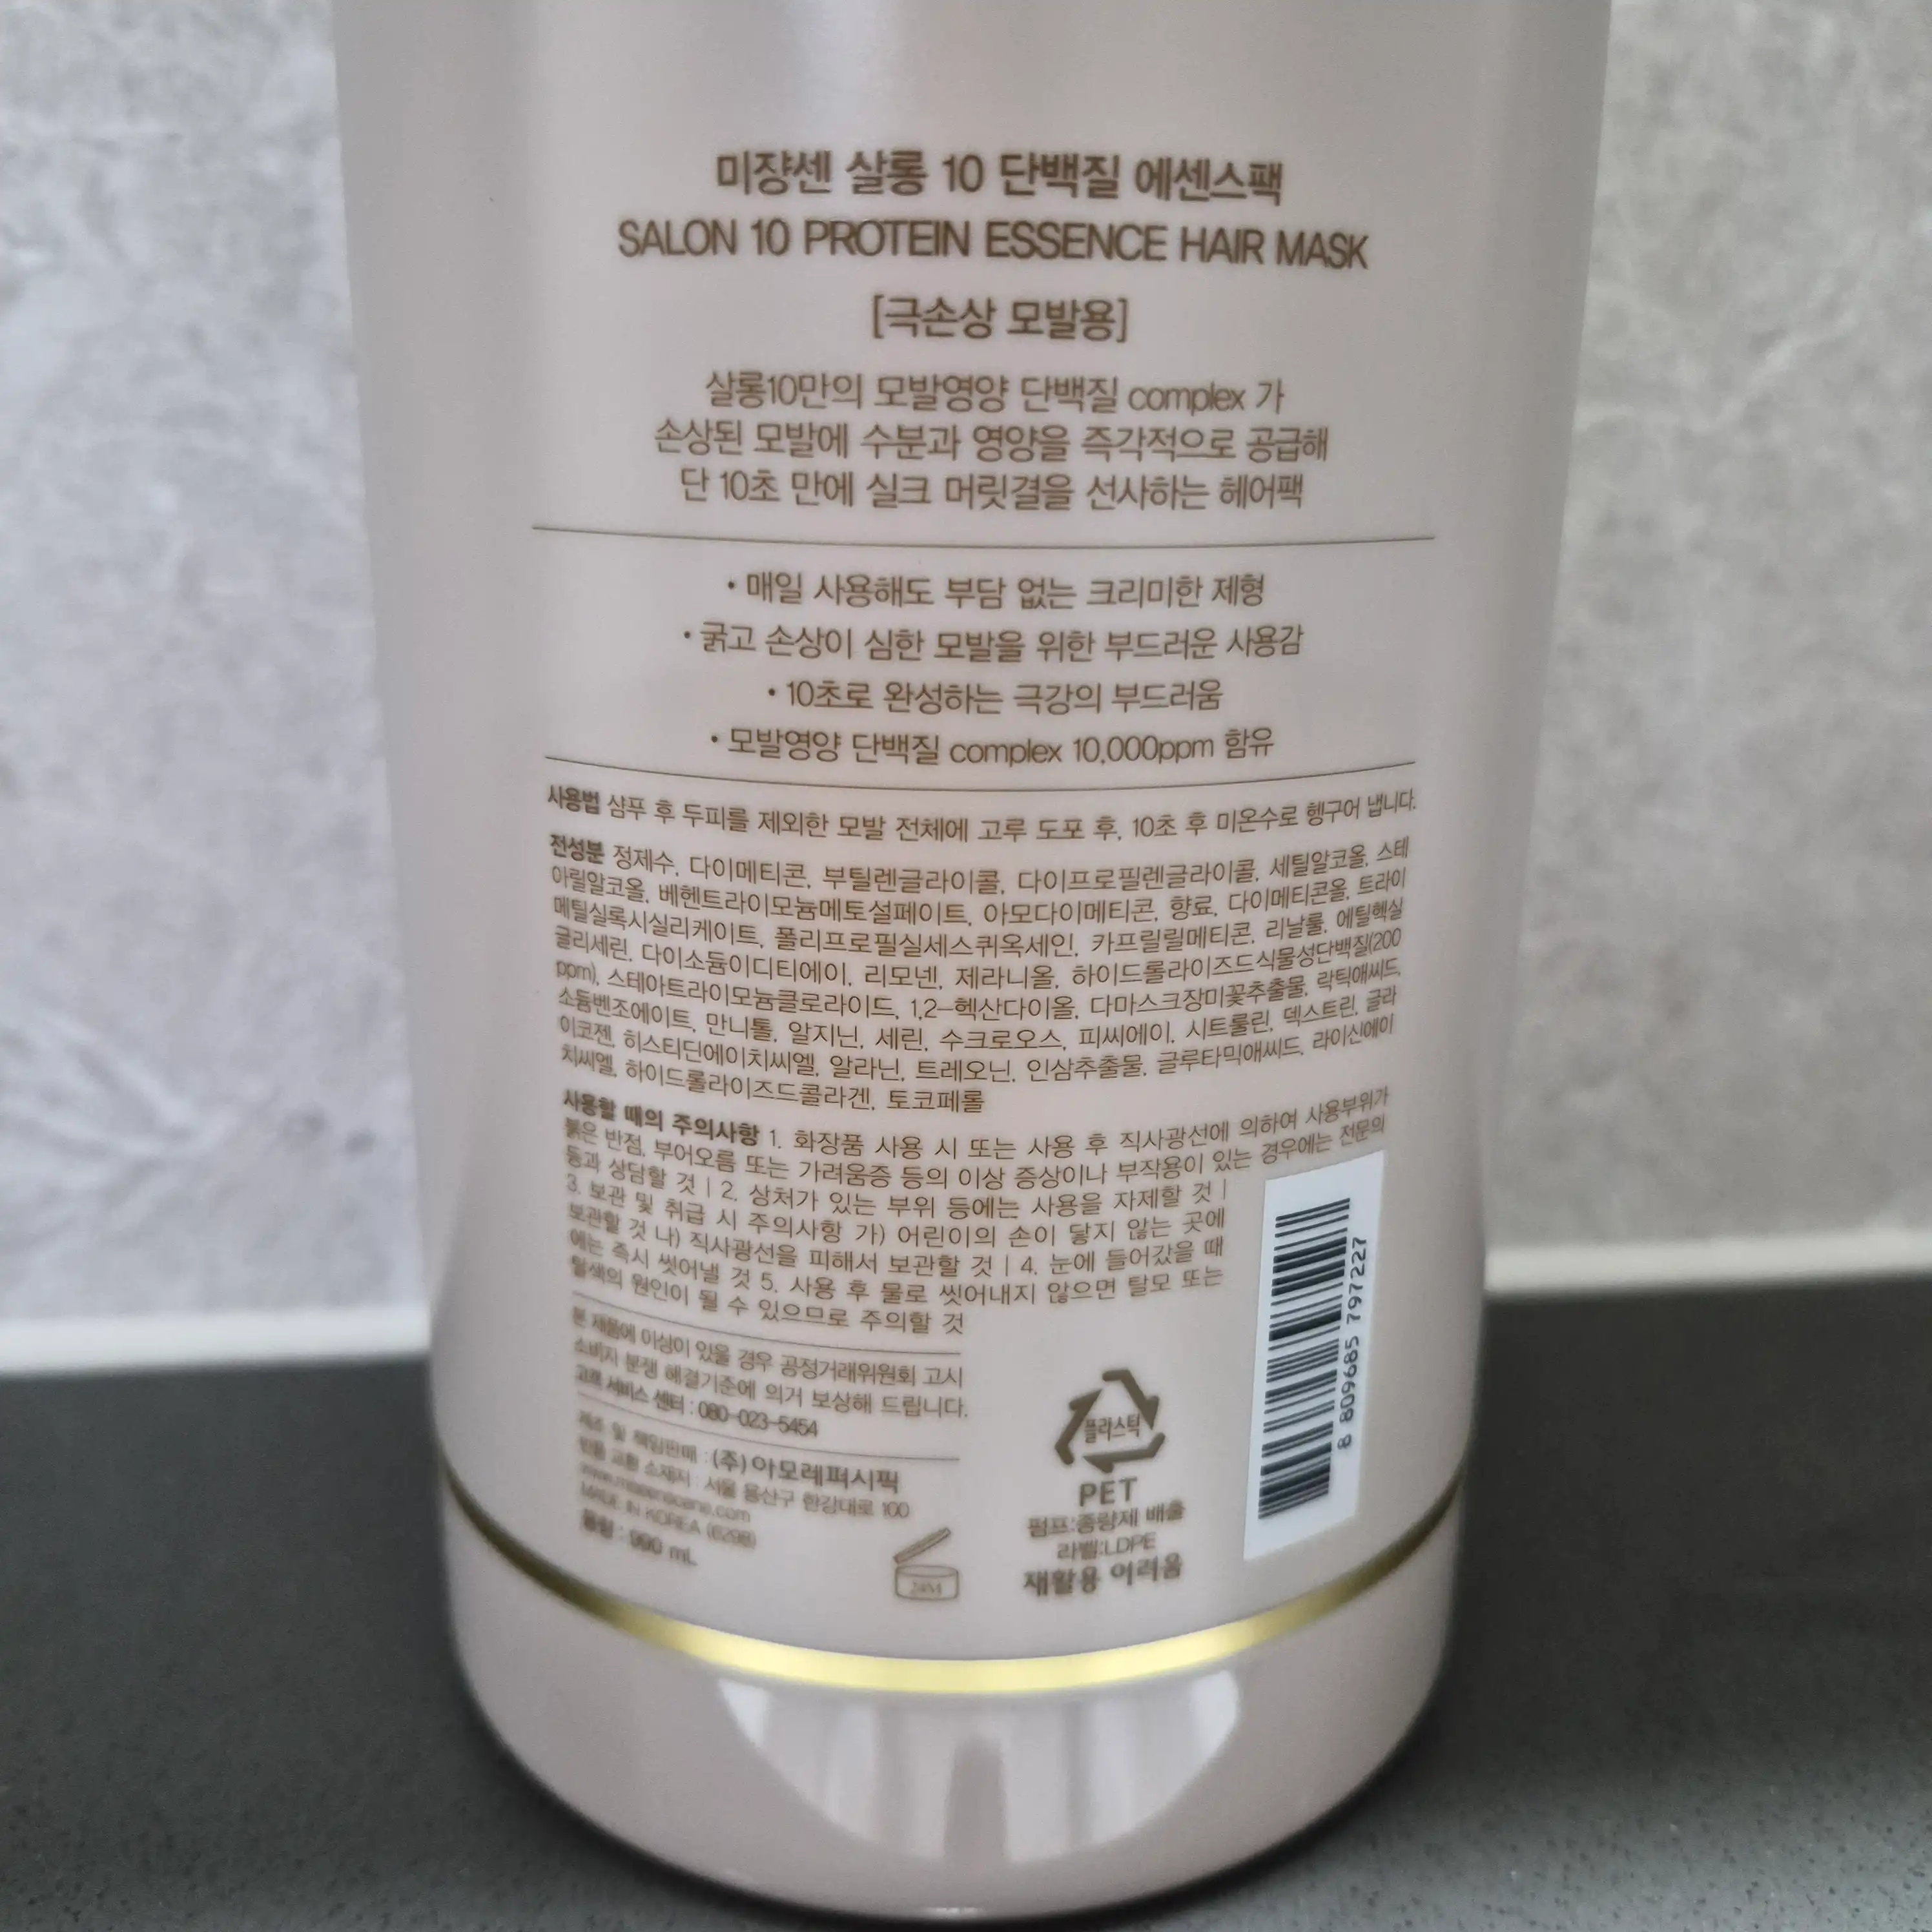 미쟝센 살롱 10 단백질 에센스팩
SALON 10 PROTEIN ESSENCE HAIR MASK
[극손상 모발용]
살롱10만의 모발영양 단백질 complex 가
손상된 모발에 수분과 영양을 즉각적으로 공급해
단 10초 만에 실크 머릿결을 선사하는 헤어팩
• 매일 사용해도 부담 없는 크리미한 제형
• 굵고 손상이 심한 모발을 위한 부드러운 사용감
• 10초로 완성하는 극강의 부드러움
• 모발영양 단백질 complex 10,000ppm 함유
사용법 샴푸 후 두피를 제외한 모발 전체에 고루 도포 후, 10초 후 미온수로 헹구어 냅니다.
전성분 정제수, 다이메티콘, 부틸렌글라이콜, 다이프로필렌글라이콜, 세틸알코올, 스테
아릴알코올, 베헨트라이모늄메토설페이트, 아모다이메티콘, 향료, 다이메티콘올, 트라이
메틸실록시실리케이트, 폴리프로필실세스퀴옥세인, 카프릴릴메티콘, 리날룰, 에틸헥실
글리세린, 다이소듐이디티에이, 리모넨, 제라니올, 하이드롤라이즈드식물성단백질(200
ppm), 스테아트라이모늄클로라이드, 1,2-헥산다이올, 다마스크장미꽃추출물, 락틱애씨드,
소듐벤조에이트, 만니톨, 알지닌, 세린, 수크로오스, 피씨에이, 시트룰린, 덱스트린, 글라
이코젠, 히스티딘에이치씨엘, 알라닌, 트레오닌, 인삼추출물, 글루타믹애씨드, 라이신에이
치씨엘, 하이드롤라이즈드콜라겐, 토코페롤
사용할 때의 주의사항 1. 화장품 사용 시 또는 사용 후 직사광선에 의하여 사용부위가
붉은 반점, 부어오름 또는 가려움증 등의 이상 증상이나 부작용이 있는 경우에는 전문의
등과 상담할 것 | 2. 상처가 있는 부위 등에는 사용을 자제할 것 |
3. 보관 및 취급 시 주의사항 가) 어린이의 손이 닿지 않는 곳에
보관할 것 나) 직사광선을 피해서 보관할 것 | 4. 눈에 들어갔을 때
에는 즉시 씻어낼 것 5. 사용 후 물로 씻어내지 않으면 탈모 또는
탈색의 원인이 될 수 있으므로 주의할 것
본 제품에 이상이 있을 경우 공정거래위원회 고시
소비자 분쟁 해결기준에 의거 보상해 드립니다.
고객 서비스 센터 : 080-023-5454
제조 및 책임판매 : (주)아모레퍼시픽
반품 교환 소재지 : 서울 용산구 한강대로 100
www.miseenscene.com
MADE IN KOREA (6298)
용량 : 990 mL
24M
플라스틱
PET
펌프:종량제 배출
라벨:LDPE
재활용 어려움
8 809685 797227